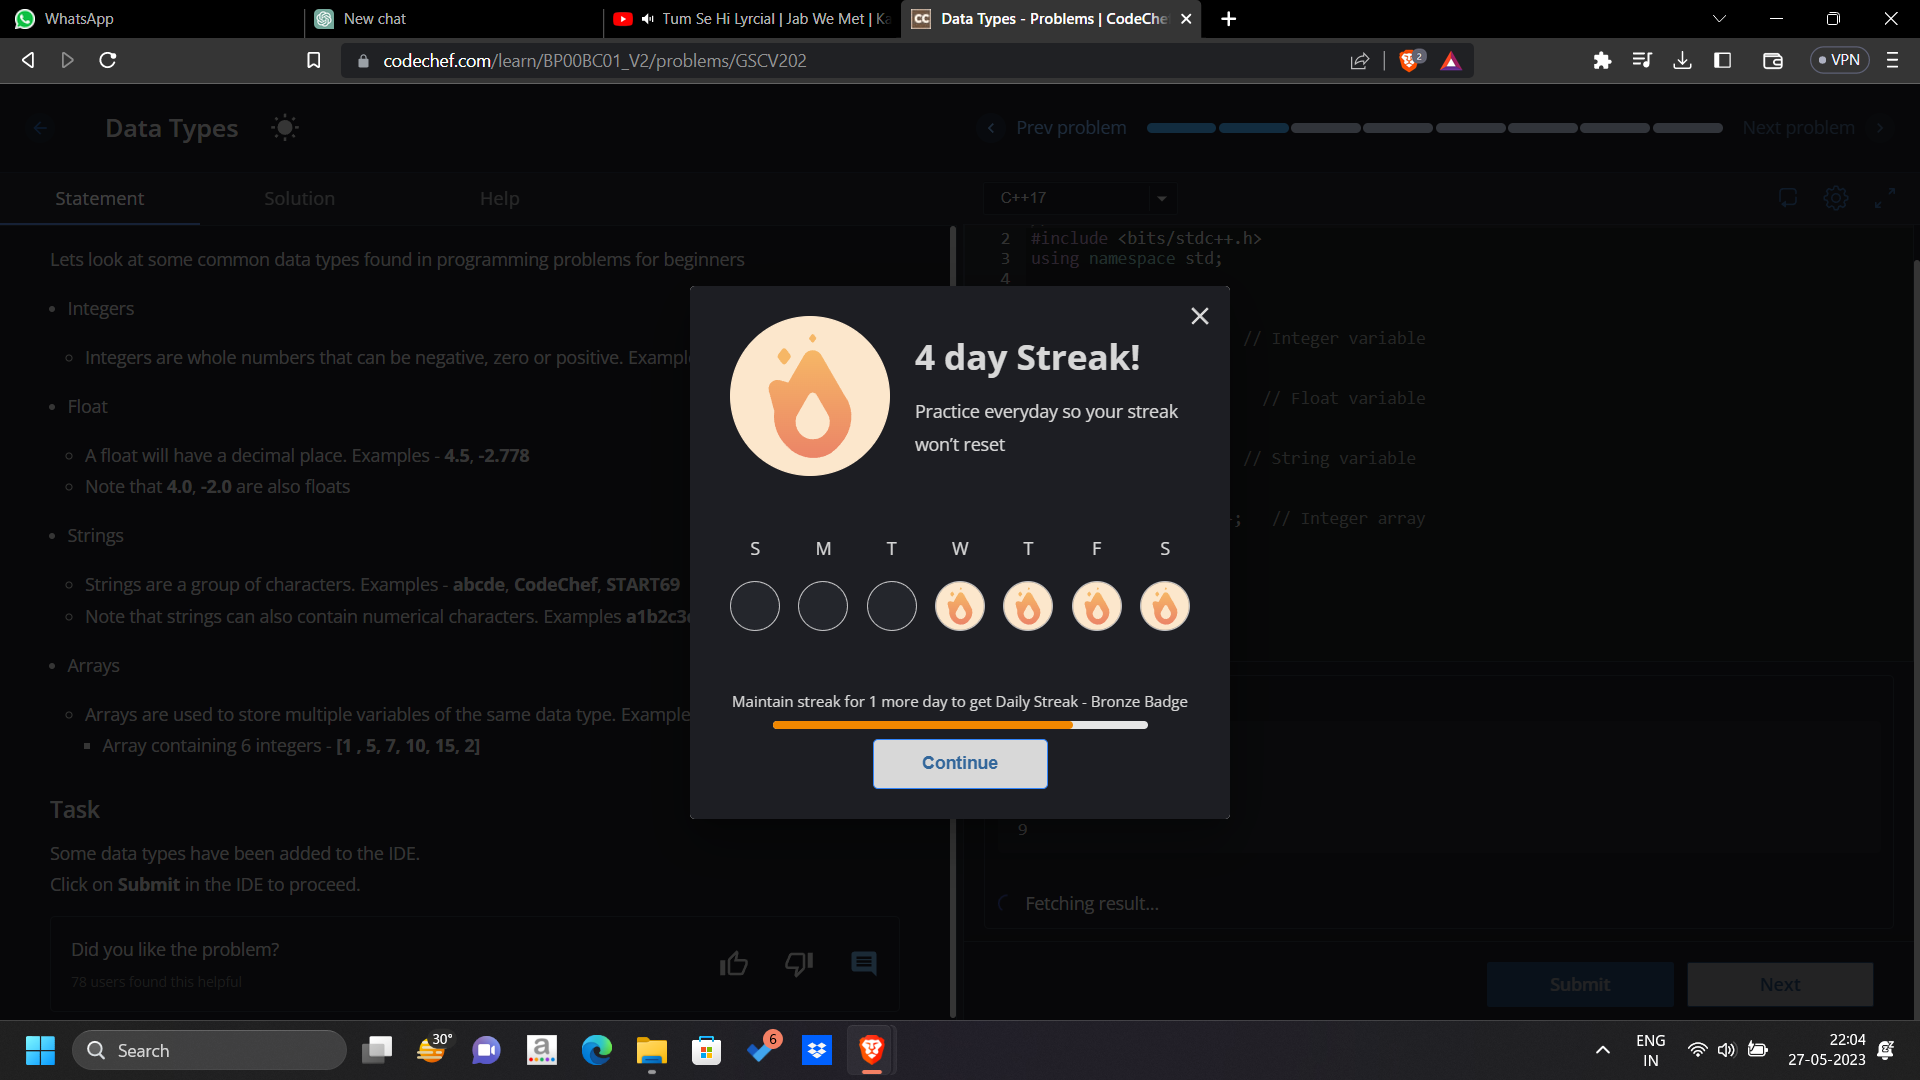 WhatsApp
New chat
Tum Se Hi Lyrcial | Jab We Met | Ka
CC
Data Types - Problems | CodeChef
codechef.com/learn/BP00BC01_V2/problems/GSCV202
2
VPN
Data Types
Prev problem
Next problem
Statement
Solution
Help
C++17
Lets look at some common data types found in programming problems for beginners
• Integers
Integers are whole numbers that can be negative, zero or positive. Exampl
• Float
A float will have a decimal place. Examples - 4.5, -2.778
Note that 4.0, -2.0 are also floats
• Strings
Strings are a group of characters. Examples - abcde, CodeChef, START69
Note that strings can also contain numerical characters. Examples a1b2c3
• Arrays
Arrays are used to store multiple variables of the same data type. Example
Array containing 6 integers - [1 , 5, 7, 10, 15, 2]
Task
Some data types have been added to the IDE.
Click on Submit in the IDE to proceed.
Did you like the problem?
78 users found this helpful
2 #include <bits/stdc++.h>
3 using namespace std;
4
// Integer variable
// Float variable
// String variable
; // Integer array
4 day Streak!
Practice everyday so your streak
won't reset
S M T W T F S
Maintain streak for 1 more day to get Daily Streak - Bronze Badge
Continue
9
Fetching result...
Submit
Next
Search
30°
a
6
ENG
IN
22:04
27-05-2023